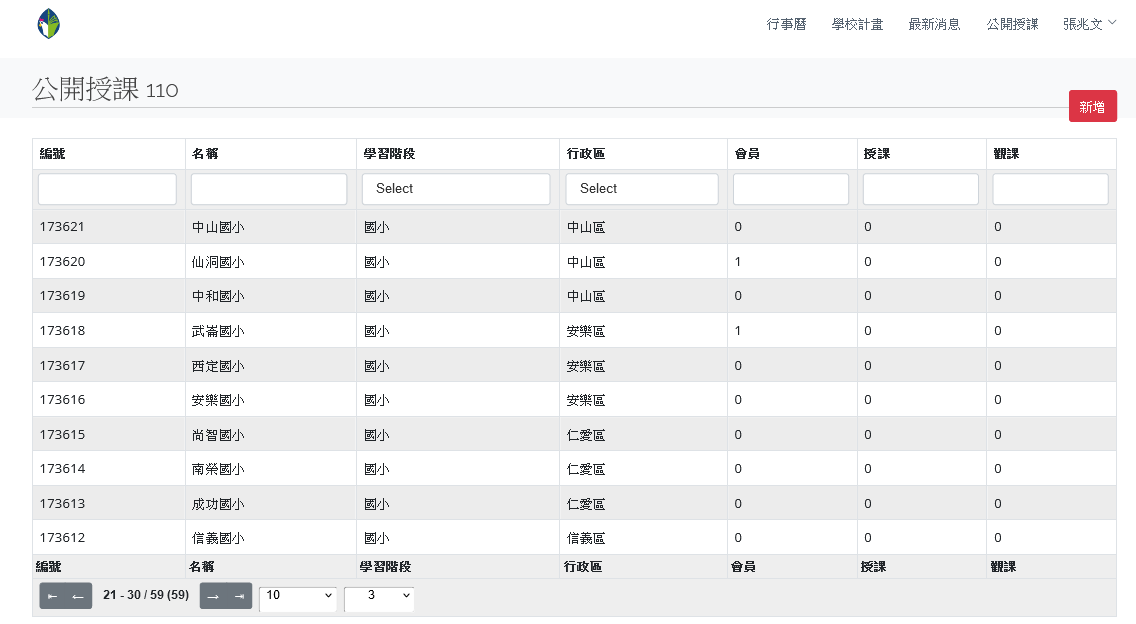 行事曆 學校計畫 最新消息 公開授課 張兆文
公開授課 110
新增
編號 名稱 學習階段 行政區 會員 授課 觀課
Select Select
173621 中山國小 國小 中山區 0 0 0
173620 仙洞國小 國小 中山區 1 0 0
173619 中和國小 國小 中山區 0 0 0
173618 武崙國小 國小 安樂區 1 0 0
173617 西定國小 國小 安樂區 0 0 0
173616 安樂國小 國小 安樂區 0 0 0
173615 尚智國小 國小 仁愛區 0 0 0
173614 南榮國小 國小 仁愛區 0 0 0
173613 成功國小 國小 仁愛區 0 0 0
173612 信義國小 國小 信義區 0 0 0
編號 名稱 學習階段 行政區 會員 授課 觀課
⇤ ← 21 - 30 / 59 (59) → ⇥ 10 3